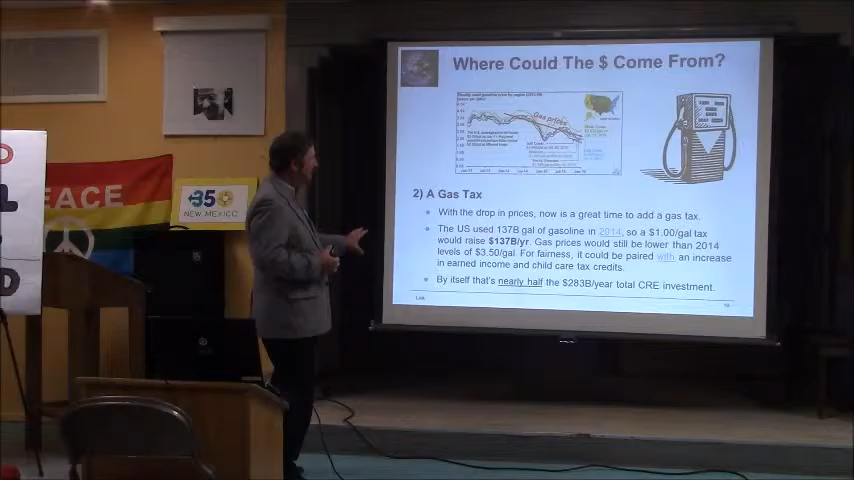 Where Could The $ Come From?
Gas prices
2) A Gas Tax
With the drop in prices, now is a great time to add a gas tax.
The US used 137B gal of gasoline in 2014, so a $1.00/gal tax
would raise $137B/yr. Gas prices would still be lower than 2014
levels of $3.50/gal. For fairness, it could be paired with an increase
in earned income and child care tax credits.
By itself that's nearly half the $283B/year total CRE investment.
Link
PEACE
350
NEW MEXICO